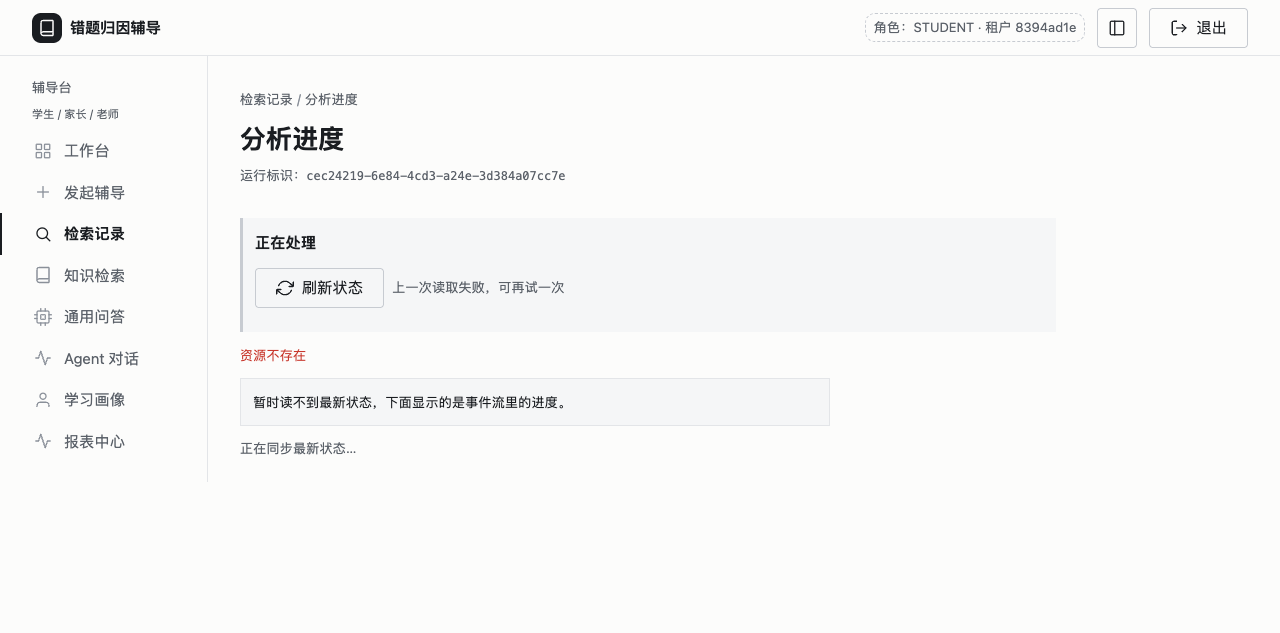 错题归因辅导
角色：STUDENT · 租户 8394ad1e
退出
辅导台
学生 / 家长 / 老师
工作台
发起辅导
检索记录
知识检索
通用问答
Agent 对话
学习画像
报表中心
检索记录 / 分析进度
分析进度
运行标识：cec24219-6e84-4cd3-a24e-3d384a07cc7e
正在处理
刷新状态 上一次读取失败，可再试一次
资源不存在
暂时读不到最新状态，下面显示的是事件流里的进度。
正在同步最新状态…